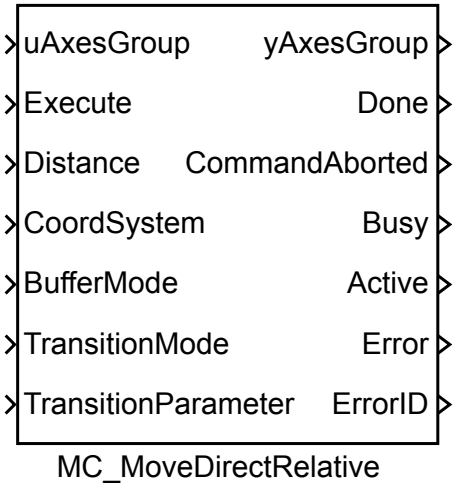 uAxesGroup yAxesGroup
Execute Done
Distance CommandAborted
CoordSystem Busy
BufferMode Active
TransitionMode Error
TransitionParameter ErrorID
MC_MoveDirectRelative